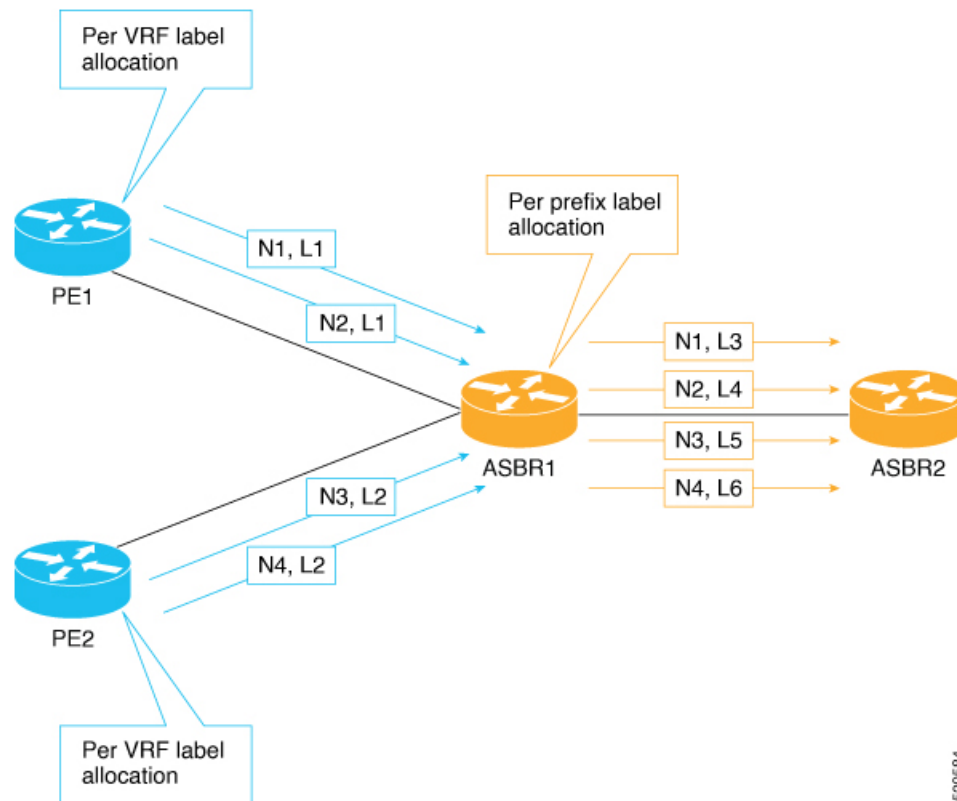 Per VRF label
allocation
PE1
N1, L1
N2, L1
Per prefix label
allocation
N1, L3
N2, L4
N3, L5
N4, L6
ASBR1
ASBR2
N3, L2
N4, L2
PE2
Per VRF label
allocation